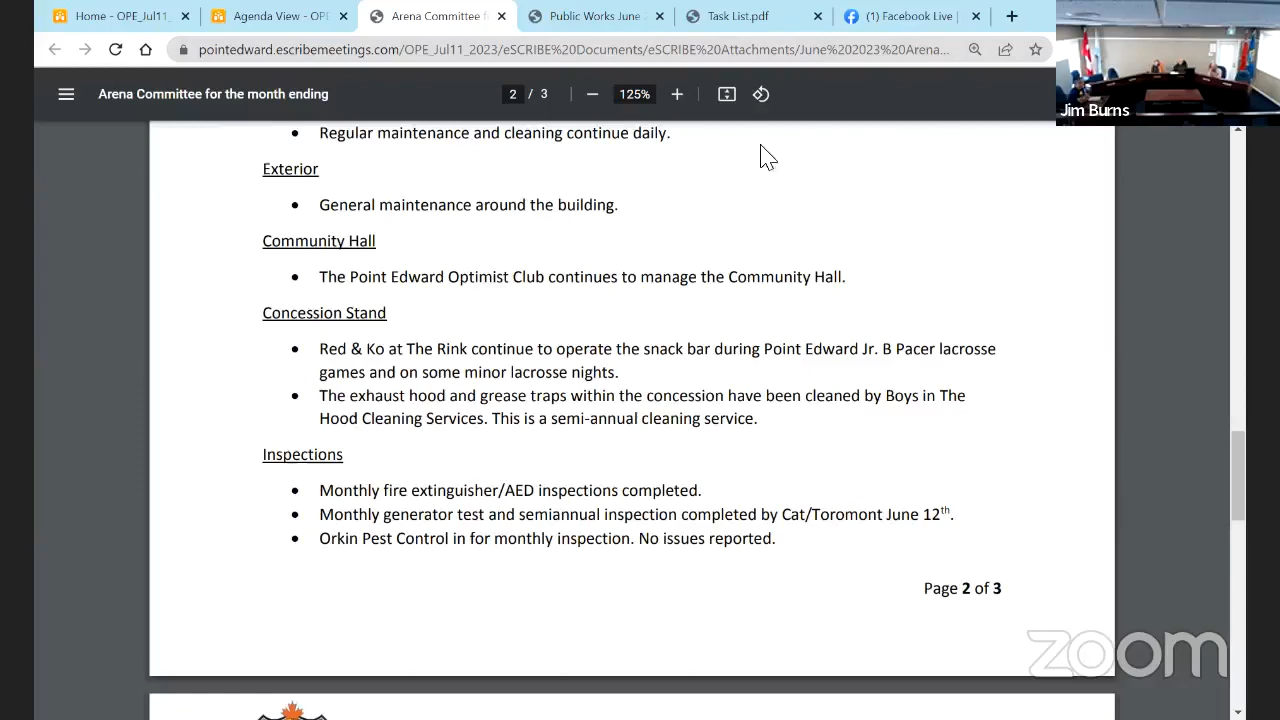 Home - OPE_Jul11_
Agenda View - OPE
Arena Committee f
Public Works June
Task List.pdf
(1) Facebook Live |
pointedward.escribemeetings.com/OPE_Jul11_2023/eSCRIBE%20Documents/eSCRIBE%20Attachments/June%202023%20Arena...
Arena Committee for the month ending
2 / 3
125%
Jim Burns
• Regular maintenance and cleaning continue daily.
Exterior
• General maintenance around the building.
Community Hall
• The Point Edward Optimist Club continues to manage the Community Hall.
Concession Stand
• Red & Ko at The Rink continue to operate the snack bar during Point Edward Jr. B Pacer lacrosse
games and on some minor lacrosse nights.
• The exhaust hood and grease traps within the concession have been cleaned by Boys in The
Hood Cleaning Services. This is a semi-annual cleaning service.
Inspections
• Monthly fire extinguisher/AED inspections completed.
• Monthly generator test and semiannual inspection completed by Cat/Toromont June 12th.
• Orkin Pest Control in for monthly inspection. No issues reported.
Page 2 of 3
zoom